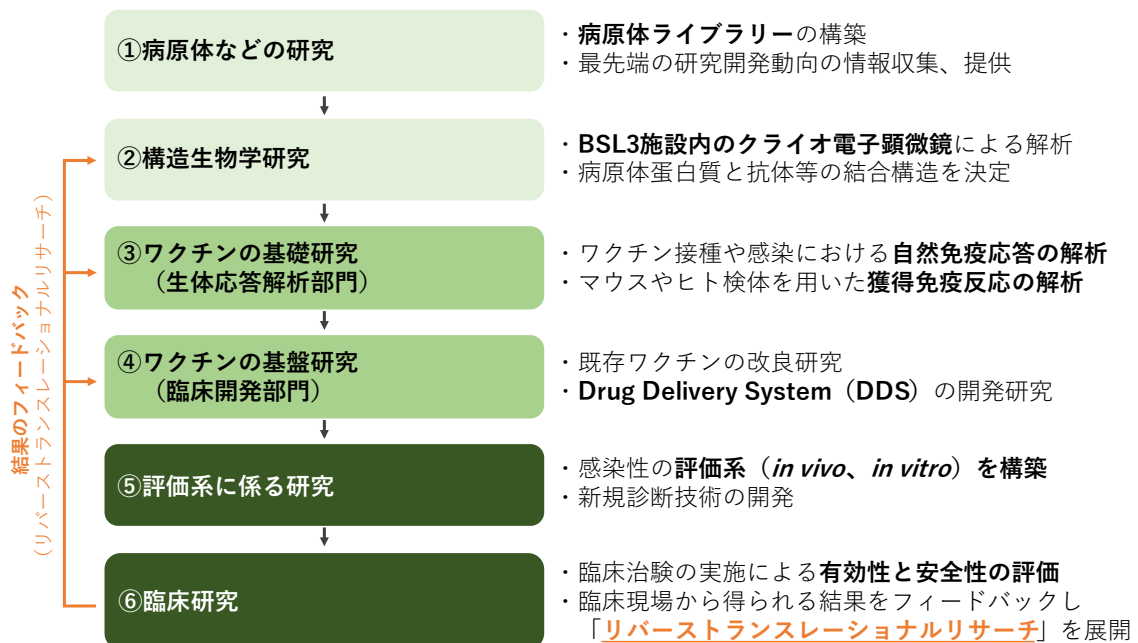 ①病原体などの研究
・病原体ライブラリーの構築
・最先端の研究開発動向の情報収集、提供
②構造生物学研究
・BSL3施設内のクライオ電子顕微鏡による解析
・病原体蛋白質と抗体等の結合構造を決定
③ワクチンの基礎研究
（生体応答解析部門）
・ワクチン接種や感染における自然免疫応答の解析
・マウスやヒト検体を用いた獲得免疫反応の解析
④ワクチンの基盤研究
（臨床開発部門）
・既存ワクチンの改良研究
・Drug Delivery System（DDS）の開発研究
⑤評価系に係る研究
・感染性の評価系（in vivo、in vitro）を構築
・新規診断技術の開発
⑥臨床研究
・臨床治験の実施による有効性と安全性の評価
・臨床現場から得られる結果をフィードバックし
「リバーストランスレーショナルリサーチ」を展開
結果のフィードバック
（リバーストランスレーショナルリサーチ）